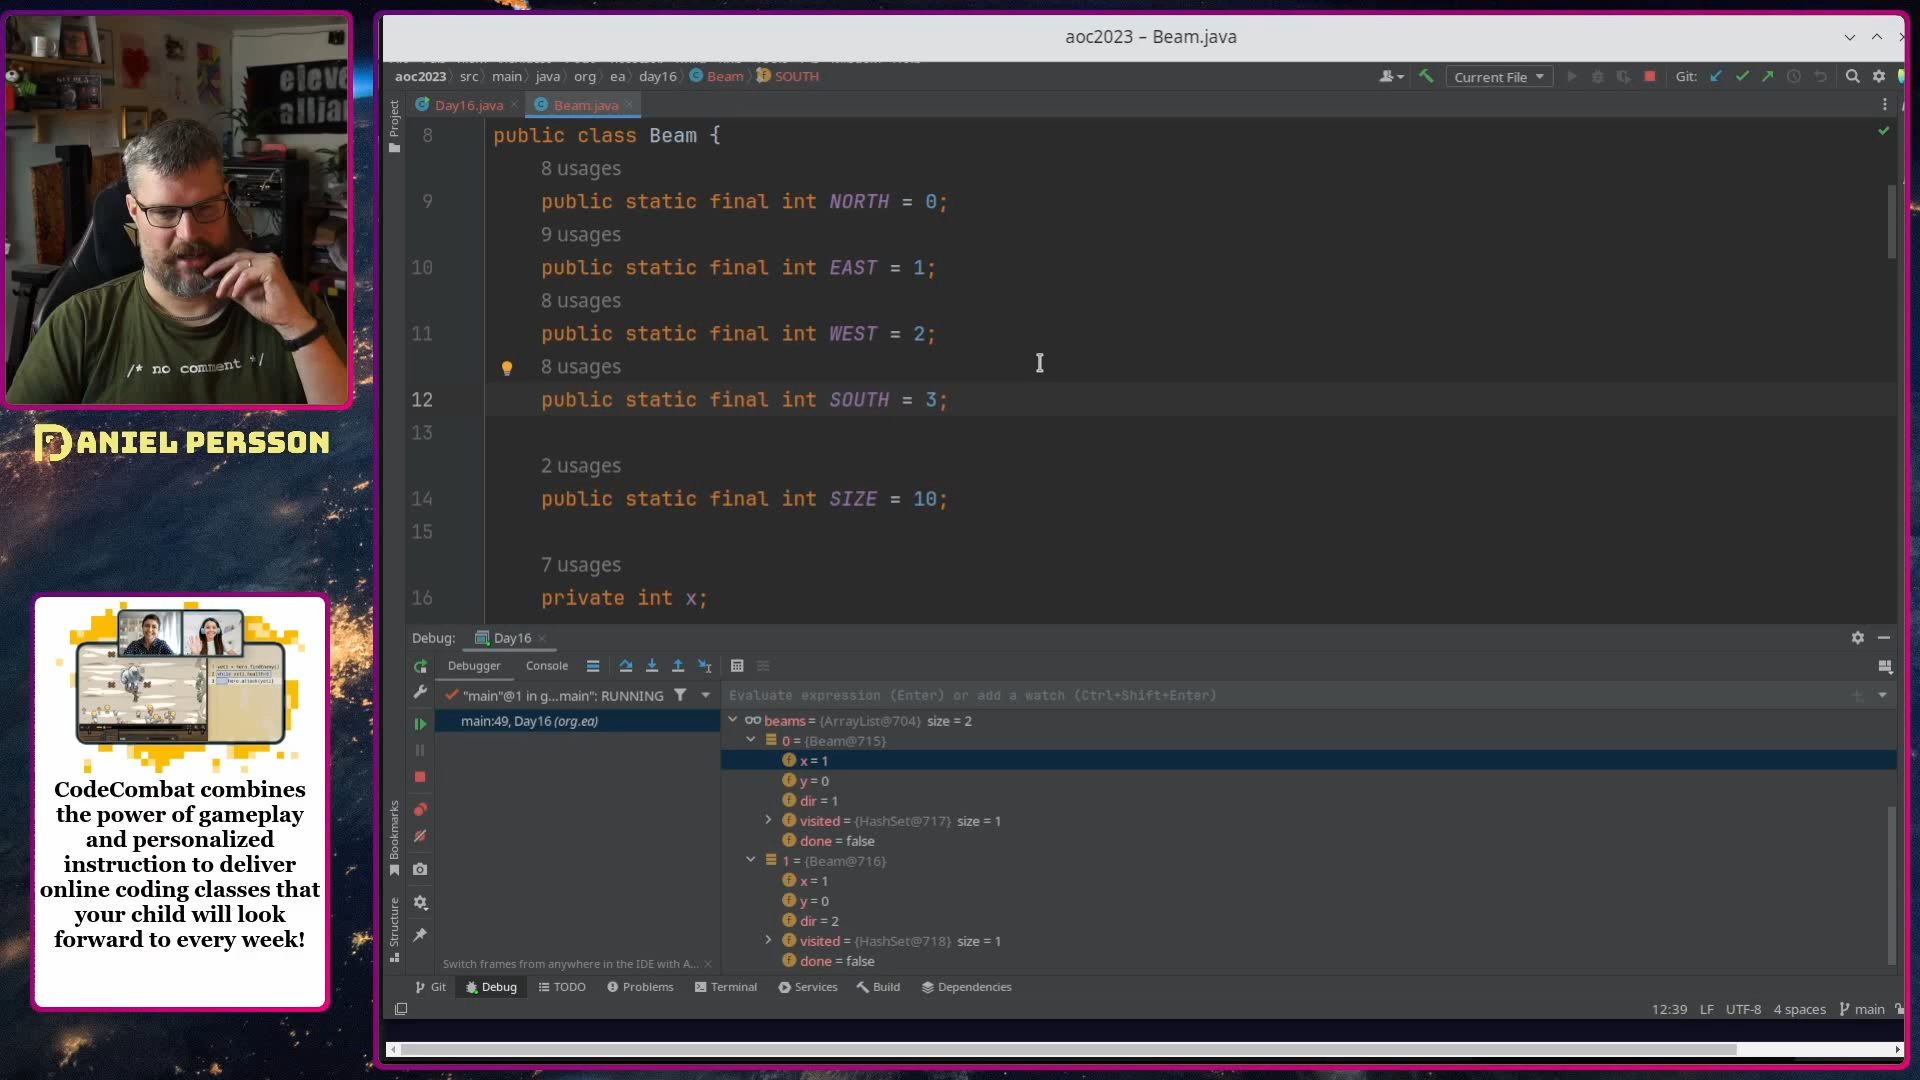 eleve
allian
/* no comment */
DANIEL PERSSON
CodeCombat combines
the power of gameplay
and personalized
instruction to deliver
online coding classes that
your child will look
forward to every week!
aoc2023 – Beam.java
aoc2023 src main java org ea day16 Beam SOUTH
Current File
Git:
Project
Day16.java
Beam.java
8 public class Beam {
8 usages
9 public static final int NORTH = 0;
9 usages
10 public static final int EAST = 1;
8 usages
11 public static final int WEST = 2;
8 usages
12 public static final int SOUTH = 3;
13
2 usages
14 public static final int SIZE = 10;
15
7 usages
16 private int x;
Debug: Day16
Debugger Console
"main"@1 in g...main": RUNNING
Evaluate expression (Enter) or add a watch (Ctrl+Shift+Enter)
main:49, Day16 (org.ea)
beams = {ArrayList@704} size = 2
0 = {Beam@715}
x = 1
y = 0
dir = 1
visited = {HashSet@717} size = 1
done = false
1 = {Beam@716}
x = 1
y = 0
dir = 2
visited = {HashSet@718} size = 1
done = false
Bookmarks
Structure
Switch frames from anywhere in the IDE with A...
Git Debug TODO Problems Terminal Services Build Dependencies
12:39 LF UTF-8 4 spaces main